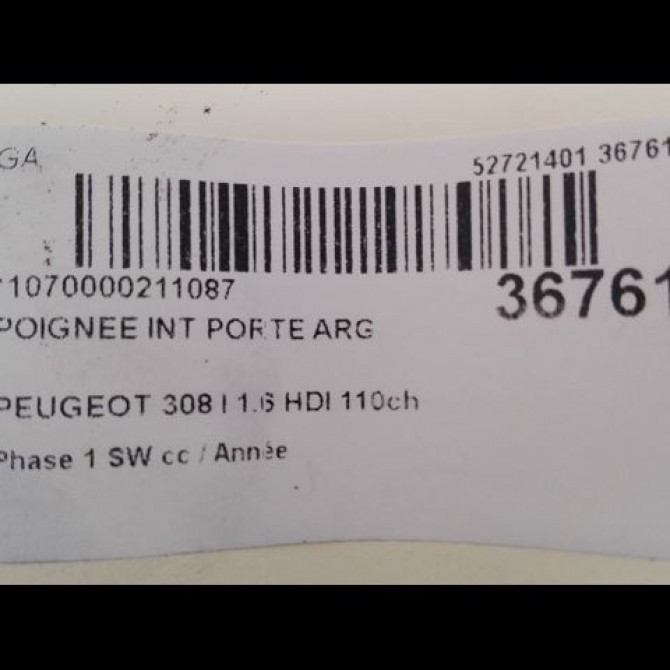 GA
52721401 36761
11070000211087
36761
POIGNEE INT PORTE ARG
PEUGEOT 308 I 1.6 HDI 110ch
Phase 1 SW cc / Année